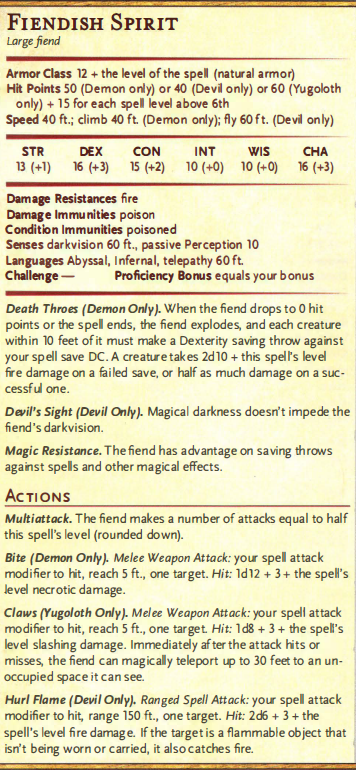 FIENDISH SPIRIT
Large fiend
Armor Class 12 + the level of the spell (natural armor)
Hit Points 50 (Demon only) or 40 (Devil only) or 60 (Yugoloth
only) + 15 for each spell level above 6th
Speed 40 ft.; climb 40 ft. (Demon only); fly 60 ft. (Devil only)
STR DEX CON INT WIS CHA
13 (+1) 16 (+3) 15 (+2) 10 (+0) 10 (+0) 16 (+3)
Damage Resistances fire
Damage Immunities poison
Condition Immunities poisoned
Senses darkvision 60 ft., passive Perception 10
Languages Abyssal, Infernal, telepathy 60 ft.
Challenge — Proficiency Bonus equals your bonus
Death Throes (Demon Only). When the fiend drops to 0 hit
points or the spell ends, the fiend explodes, and each creature
within 10 feet of it must make a Dexterity saving throw against
your spell save DC. A creature takes 2d10 + this spell's level
fire damage on a failed save, or half as much damage on a suc-
cessful one.
Devil's Sight (Devil Only). Magical darkness doesn't impede the
fiend's darkvision.
Magic Resistance. The fiend has advantage on saving throws
against spells and other magical effects.
ACTIONS
Multiattack. The fiend makes a number of attacks equal to half
this spell's level (rounded down).
Bite (Demon Only). Melee Weapon Attack: your spell attack
modifier to hit, reach 5 ft., one target. Hit: 1d12 + 3 + the spell's
level necrotic damage.
Claws (Yugoloth Only). Melee Weapon Attack: your spell attack
modifier to hit, reach 5 ft., one target. Hit: 1d8 + 3 + the spell's
level slashing damage. Immediately after the attack hits or
misses, the fiend can magically teleport up to 30 feet to an un-
occupied space it can see.
Hurl Flame (Devil Only). Ranged Spell Attack: your spell attack
modifier to hit, range 150 ft., one target. Hit: 2d6 + 3 + the
spell's level fire damage. If the target is a flammable object that
isn't being worn or carried, it also catches fire.